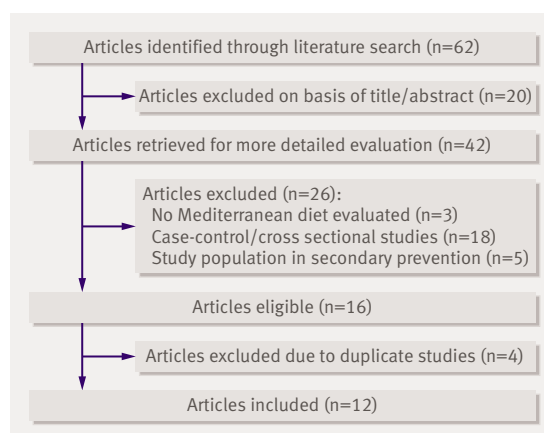 Articles identified through literature search (n=62)
Articles excluded on basis of title/abstract (n=20)
Articles retrieved for more detailed evaluation (n=42)
Articles excluded (n=26):
No Mediterranean diet evaluated (n=3)
Case-control/cross sectional studies (n=18)
Study population in secondary prevention (n=5)
Articles eligible (n=16)
Articles excluded due to duplicate studies (n=4)
Articles included (n=12)